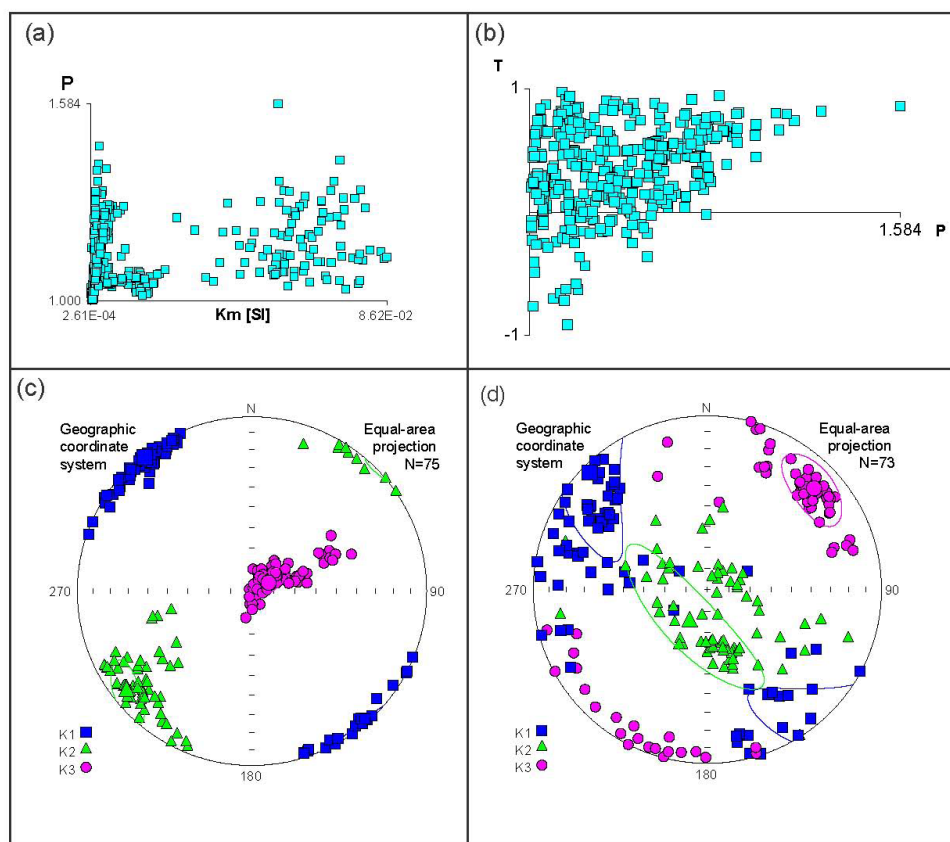 (a)
P
1.584
1.000
2.61E-04
Km [SI]
8.62E-02
(b)
T
1
1.584
P
-1
(c)
N
Geographic
coordinate
system
Equal-area
projection
N=75
270
90
K1
K2
K3
180
(d)
N
Geographic
coordinate
system
Equal-area
projection
N=73
270
90
K1
K2
K3
180